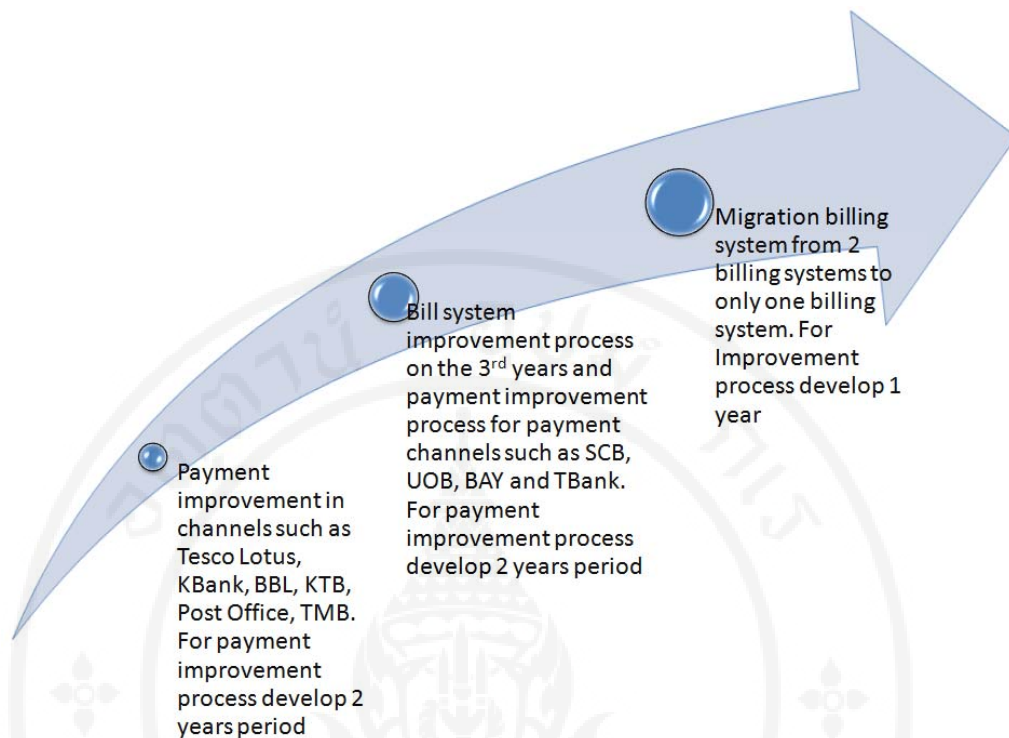 Payment
improvement in
channels such as
Tesco Lotus,
KBank, BBL, KTB,
Post Office, TMB.
For payment
improvement
process develop 2
years period
Bill system
improvement process
on the 3rd years and
payment improvement
process for payment
channels such as SCB,
UOB, BAY and TBank.
For payment
improvement process
develop 2 years period
Migration billing
system from 2
billing systems to
only one billing
system. For
Improvement
process develop 1
year